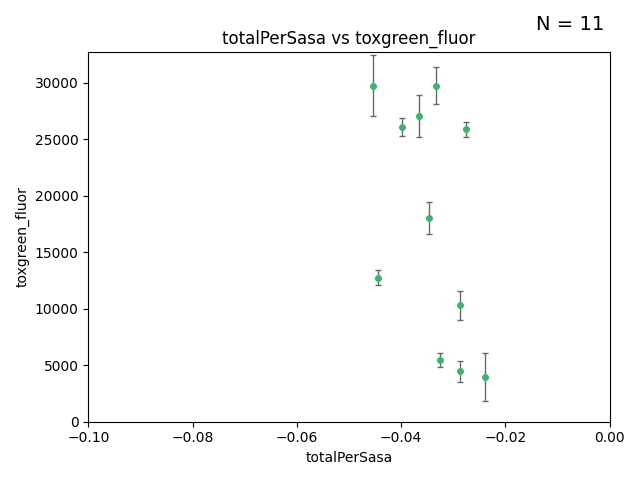 N = 11
totalPerSasa vs toxgreen_fluor
toxgreen_fluor
30000
25000
20000
15000
10000
5000
0
−0.10 −0.08 −0.06 −0.04 −0.02 0.00
totalPerSasa